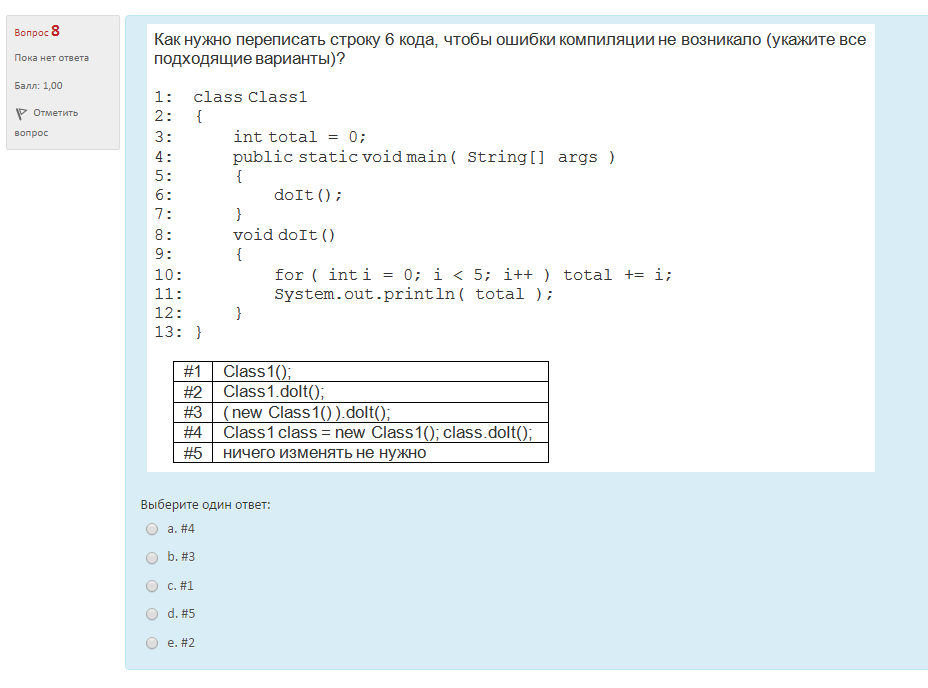 Вопрос 8
Пока нет ответа
Балл: 1,00
Отметить
вопрос
Как нужно переписать строку 6 кода, чтобы ошибки компиляции не возникало (укажите все
подходящие варианты)?
1: class Class1
2: {
3: int total = 0;
4: public static void main( String[] args )
5: {
6: doIt();
7: }
8: void doIt()
9: {
10: for ( int i = 0; i < 5; i++ ) total += i;
11: System.out.println( total );
12: }
13: }
#1 Class1();
#2 Class1.doIt();
#3 ( new Class1() ).doIt();
#4 Class1 class = new Class1(); class.doIt();
#5 ничего изменять не нужно
Выберите один ответ:
a. #4
b. #3
c. #1
d. #5
e. #2